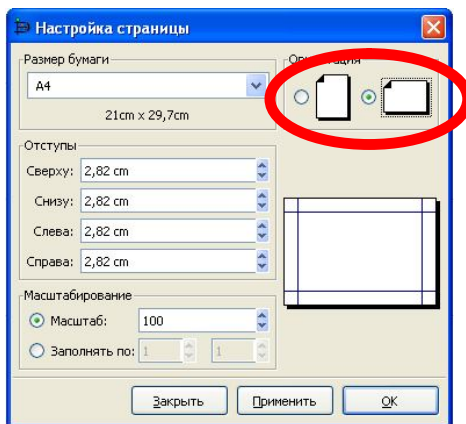 Настройка страницы
Размер бумаги
Ориентация
A4
21cm x 29,7cm
Отступы
Сверху: 2,82 cm
Снизу: 2,82 cm
Слева: 2,82 cm
Справа: 2,82 cm
Масштабирование
Масштаб: 100
Заполнять по: 1 1
Закрыть Применить OK